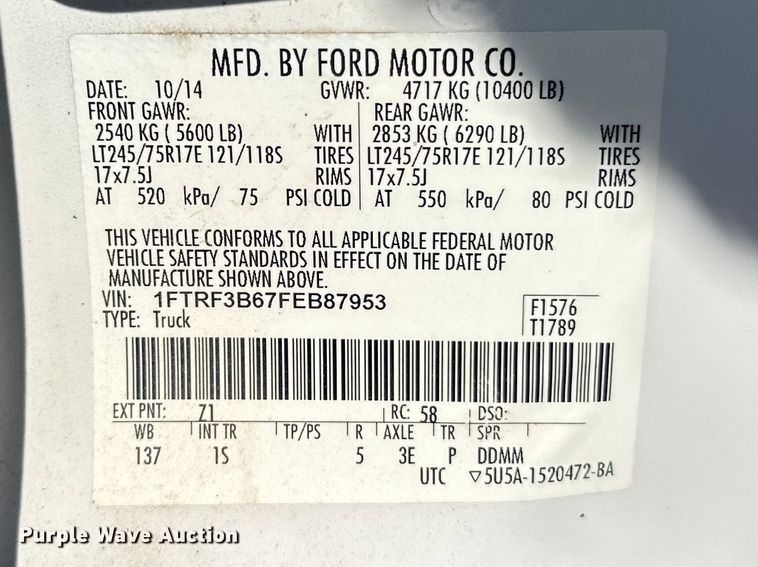 MFD. BY FORD MOTOR CO.
DATE: 10/14 GVWR: 4717 KG (10400 LB)
FRONT GAWR: REAR GAWR:
2540 KG ( 5600 LB) WITH 2853 KG ( 6290 LB) WITH
LT245/75R17E 121/118S TIRES LT245/75R17E 121/118S TIRES
17x7.5J RIMS 17x7.5J RIMS
AT 520 kPa/ 75 PSI COLD AT 550 kPa/ 80 PSI COLD
THIS VEHICLE CONFORMS TO ALL APPLICABLE FEDERAL MOTOR
VEHICLE SAFETY STANDARDS IN EFFECT ON THE DATE OF
MANUFACTURE SHOWN ABOVE.
VIN: 1FTRF3B67FEB87953 F1576
TYPE: Truck T1789
EXT PNT: Z1 RC: 58 DSO:
WB INT TR TP/PS R AXLE TR SPR
137 1S 5 3E P DDMM
UTC ▽5U5A-1520472-BA
Purple Wave Auction